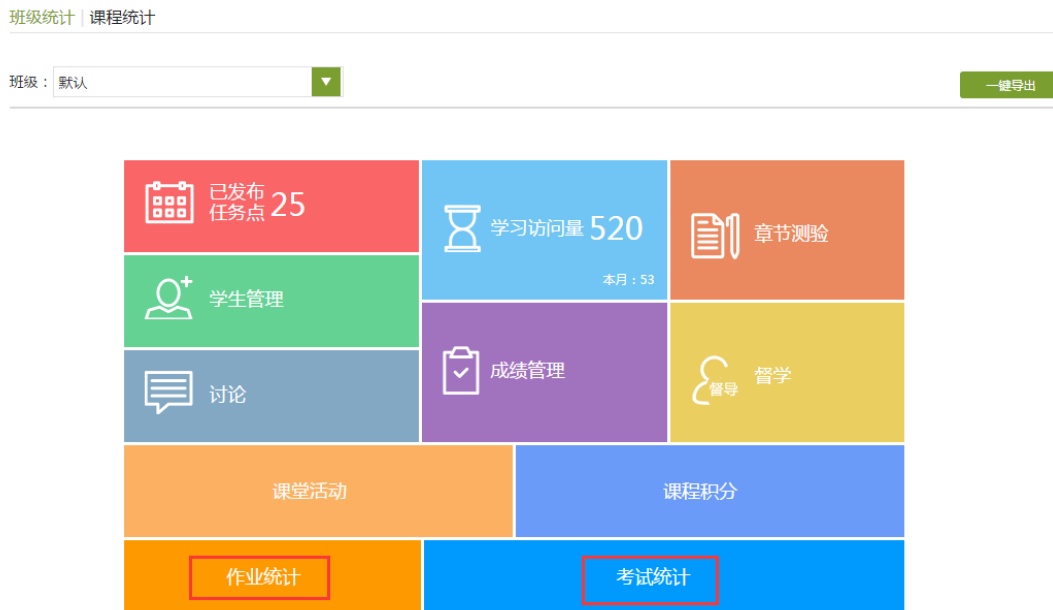 班级统计 | 课程统计
班级：默认
一键导出
已发布
任务点 25
学习访问量 520
本月：53
章节测验
学生管理
成绩管理
督导 督学
讨论
课堂活动
课程积分
作业统计
考试统计